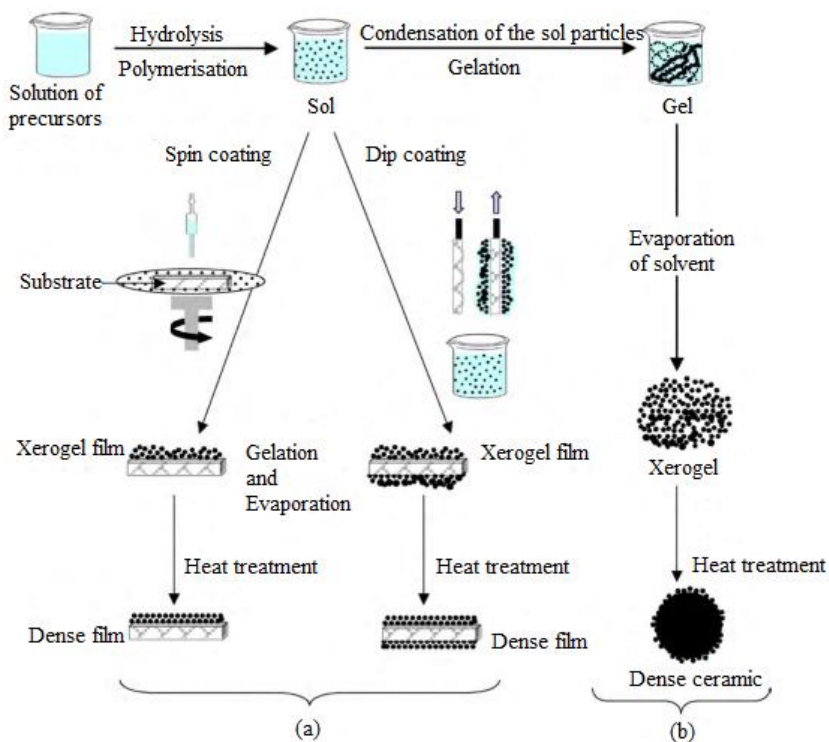 Hydrolysis
Polymerisation
Condensation of the sol particles
Gelation
Solution of
precursors
Sol
Gel
Spin coating
Dip coating
Evaporation
of solvent
Substrate
Xerogel film
Gelation
and
Evaporation
Xerogel film
Xerogel
Heat treatment
Heat treatment
Heat treatment
Dense film
Dense film
Dense ceramic
(a)
(b)